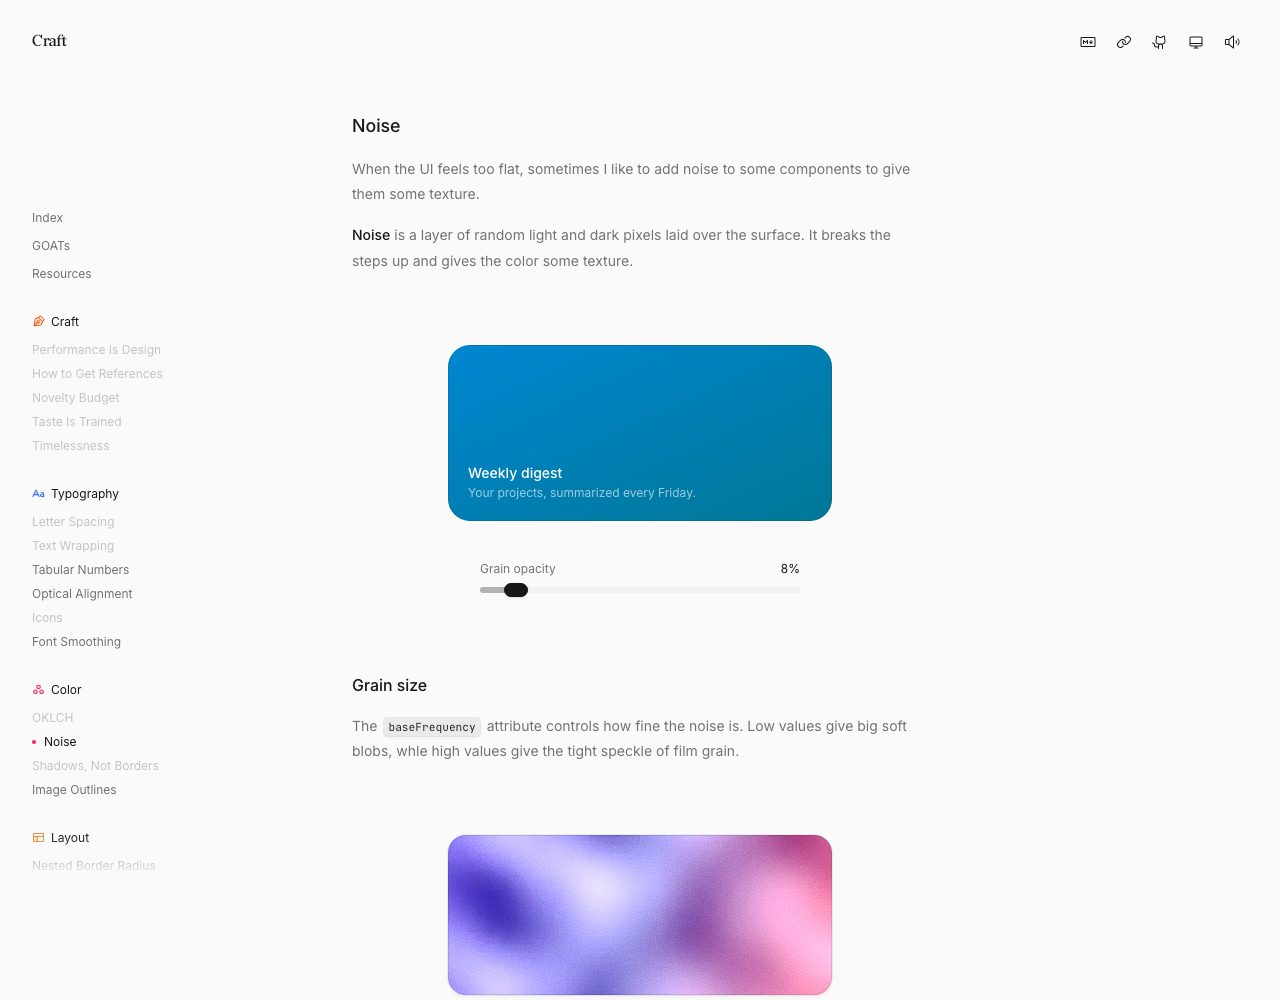 Craft
Index
GOATs
Resources
Craft
Performance Is Design
How to Get References
Novelty Budget
Taste Is Trained
Timelessness
Aa Typography
Letter Spacing
Text Wrapping
Tabular Numbers
Optical Alignment
Icons
Font Smoothing
Color
OKLCH
Noise
Shadows, Not Borders
Image Outlines
Layout
Nested Border Radius
Noise
When the UI feels too flat, sometimes I like to add noise to some components to give
them some texture.
Noise is a layer of random light and dark pixels laid over the surface. It breaks the
steps up and gives the color some texture.
Weekly digest
Your projects, summarized every Friday.
Grain opacity 8%
Grain size
The baseFrequency attribute controls how fine the noise is. Low values give big soft
blobs, whle high values give the tight speckle of film grain.